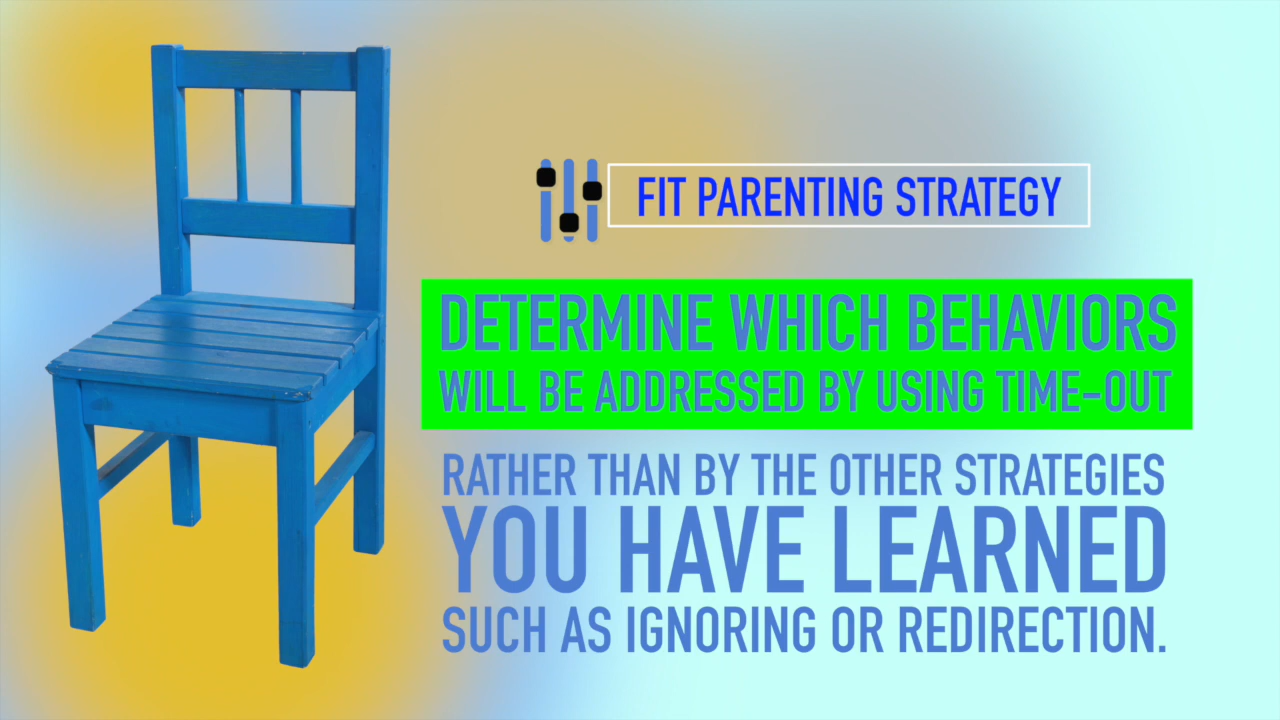 FIT PARENTING STRATEGY
DETERMINE WHICH BEHAVIORS
WILL BE ADDRESSED BY USING TIME-OUT
RATHER THAN BY THE OTHER STRATEGIES
YOU HAVE LEARNED
SUCH AS IGNORING OR REDIRECTION.